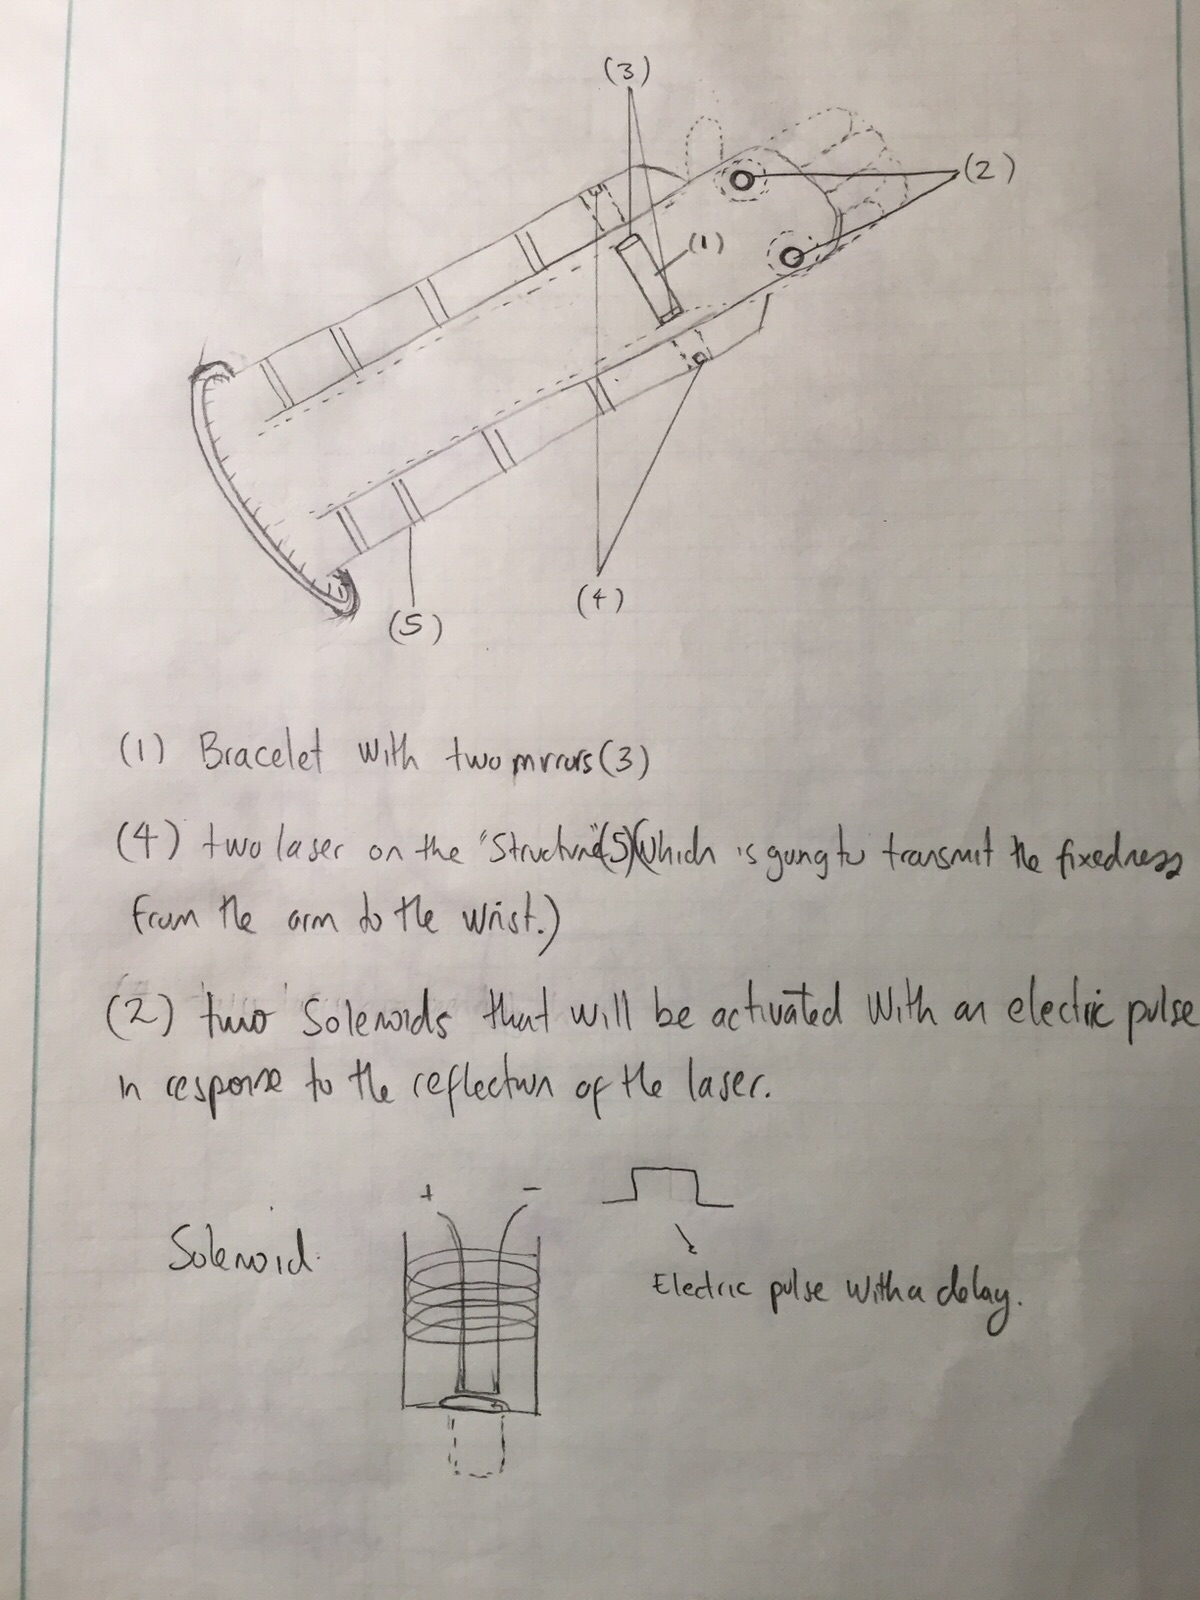 (3)
(2)
(1)
(4)
(5)
(1) Bracelet with two mirrors (3)
(4) two laser on the "Structure"(5)(which is going to transmit the fixedness
from the arm to the wrist.)
(2) two Solenoids that will be activated with an electric pulse
in response to the reflection of the laser.
+ -
Solenoid.
Electric pulse with a delay.